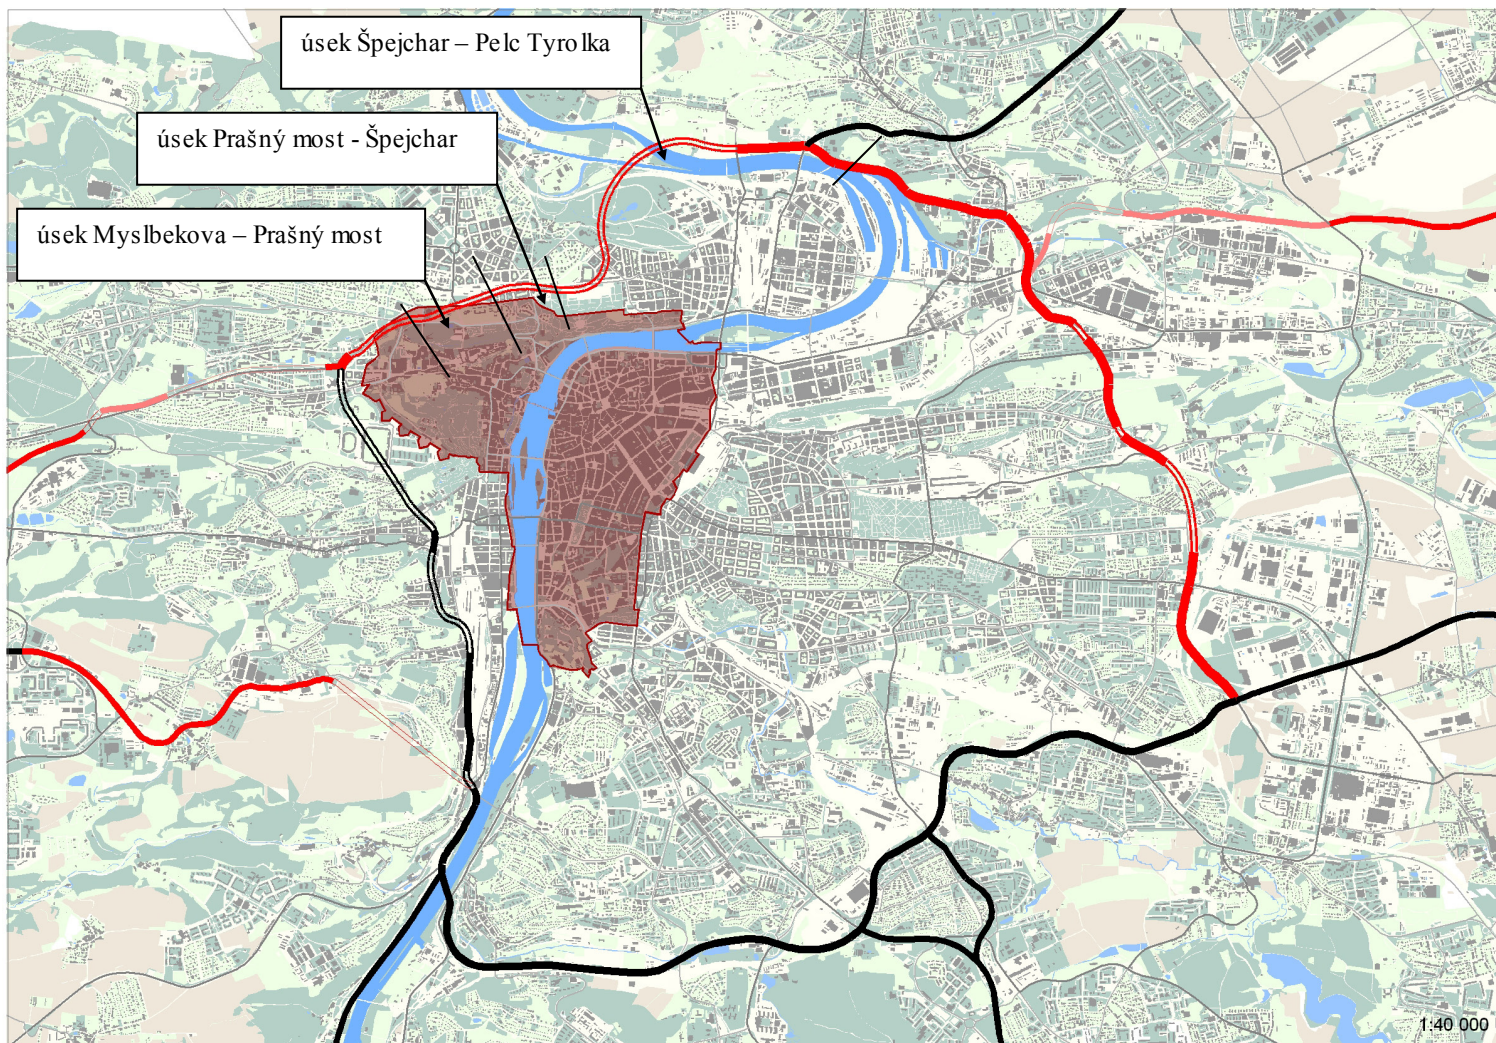 úsek Špejchar – Pelc Tyrolka
úsek Prašný most - Špejchar
úsek Myslbekova – Prašný most
1:40 000